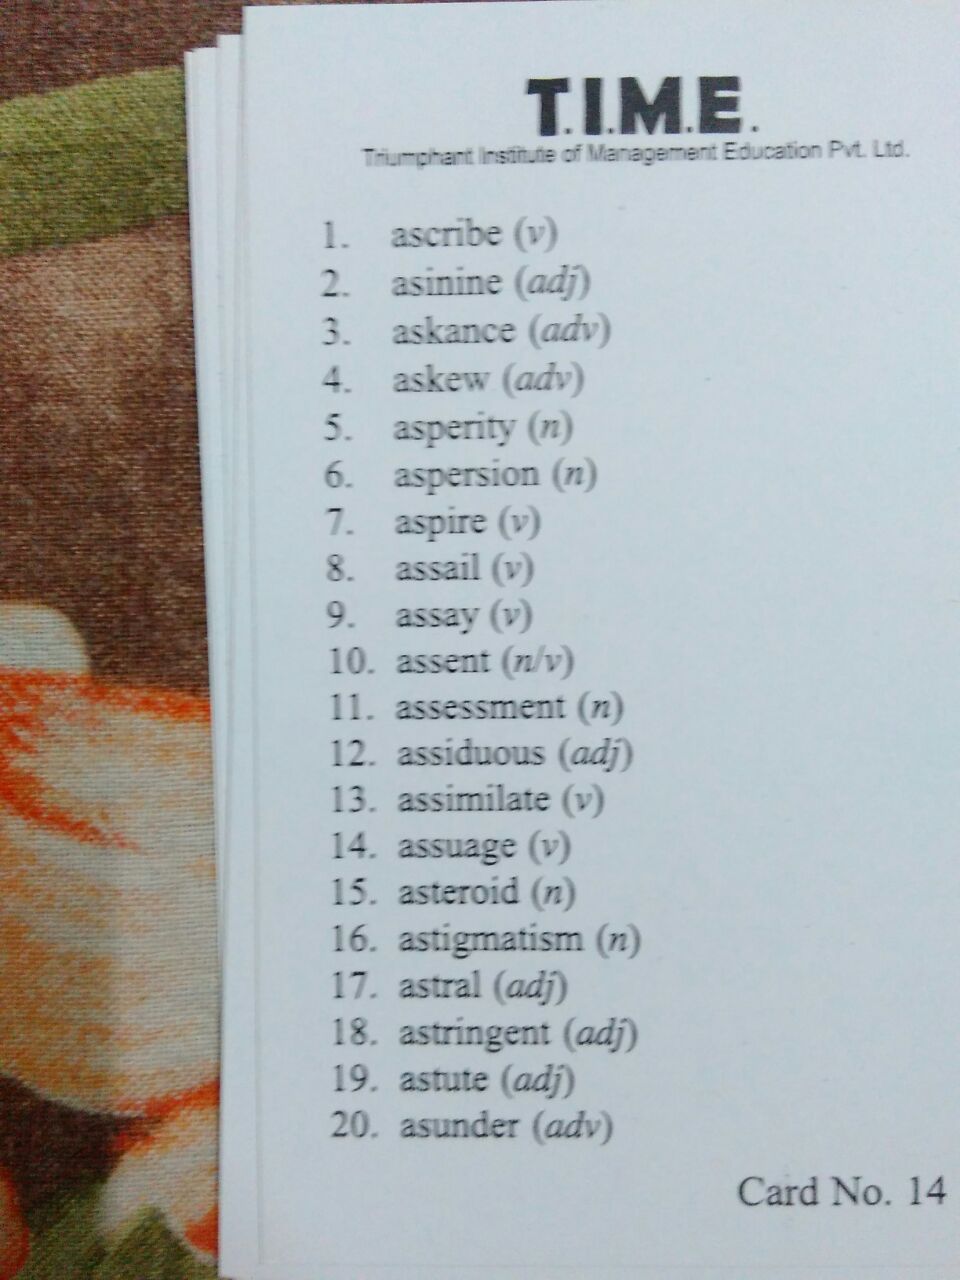 T.I.M.E.
Triumphant Institute of Management Education Pvt. Ltd.
1. ascribe (v)
2. asinine (adj)
3. askance (adv)
4. askew (adv)
5. asperity (n)
6. aspersion (n)
7. aspire (v)
8. assail (v)
9. assay (v)
10. assent (n/v)
11. assessment (n)
12. assiduous (adj)
13. assimilate (v)
14. assuage (v)
15. asteroid (n)
16. astigmatism (n)
17. astral (adj)
18. astringent (adj)
19. astute (adj)
20. asunder (adv)
Card No. 14